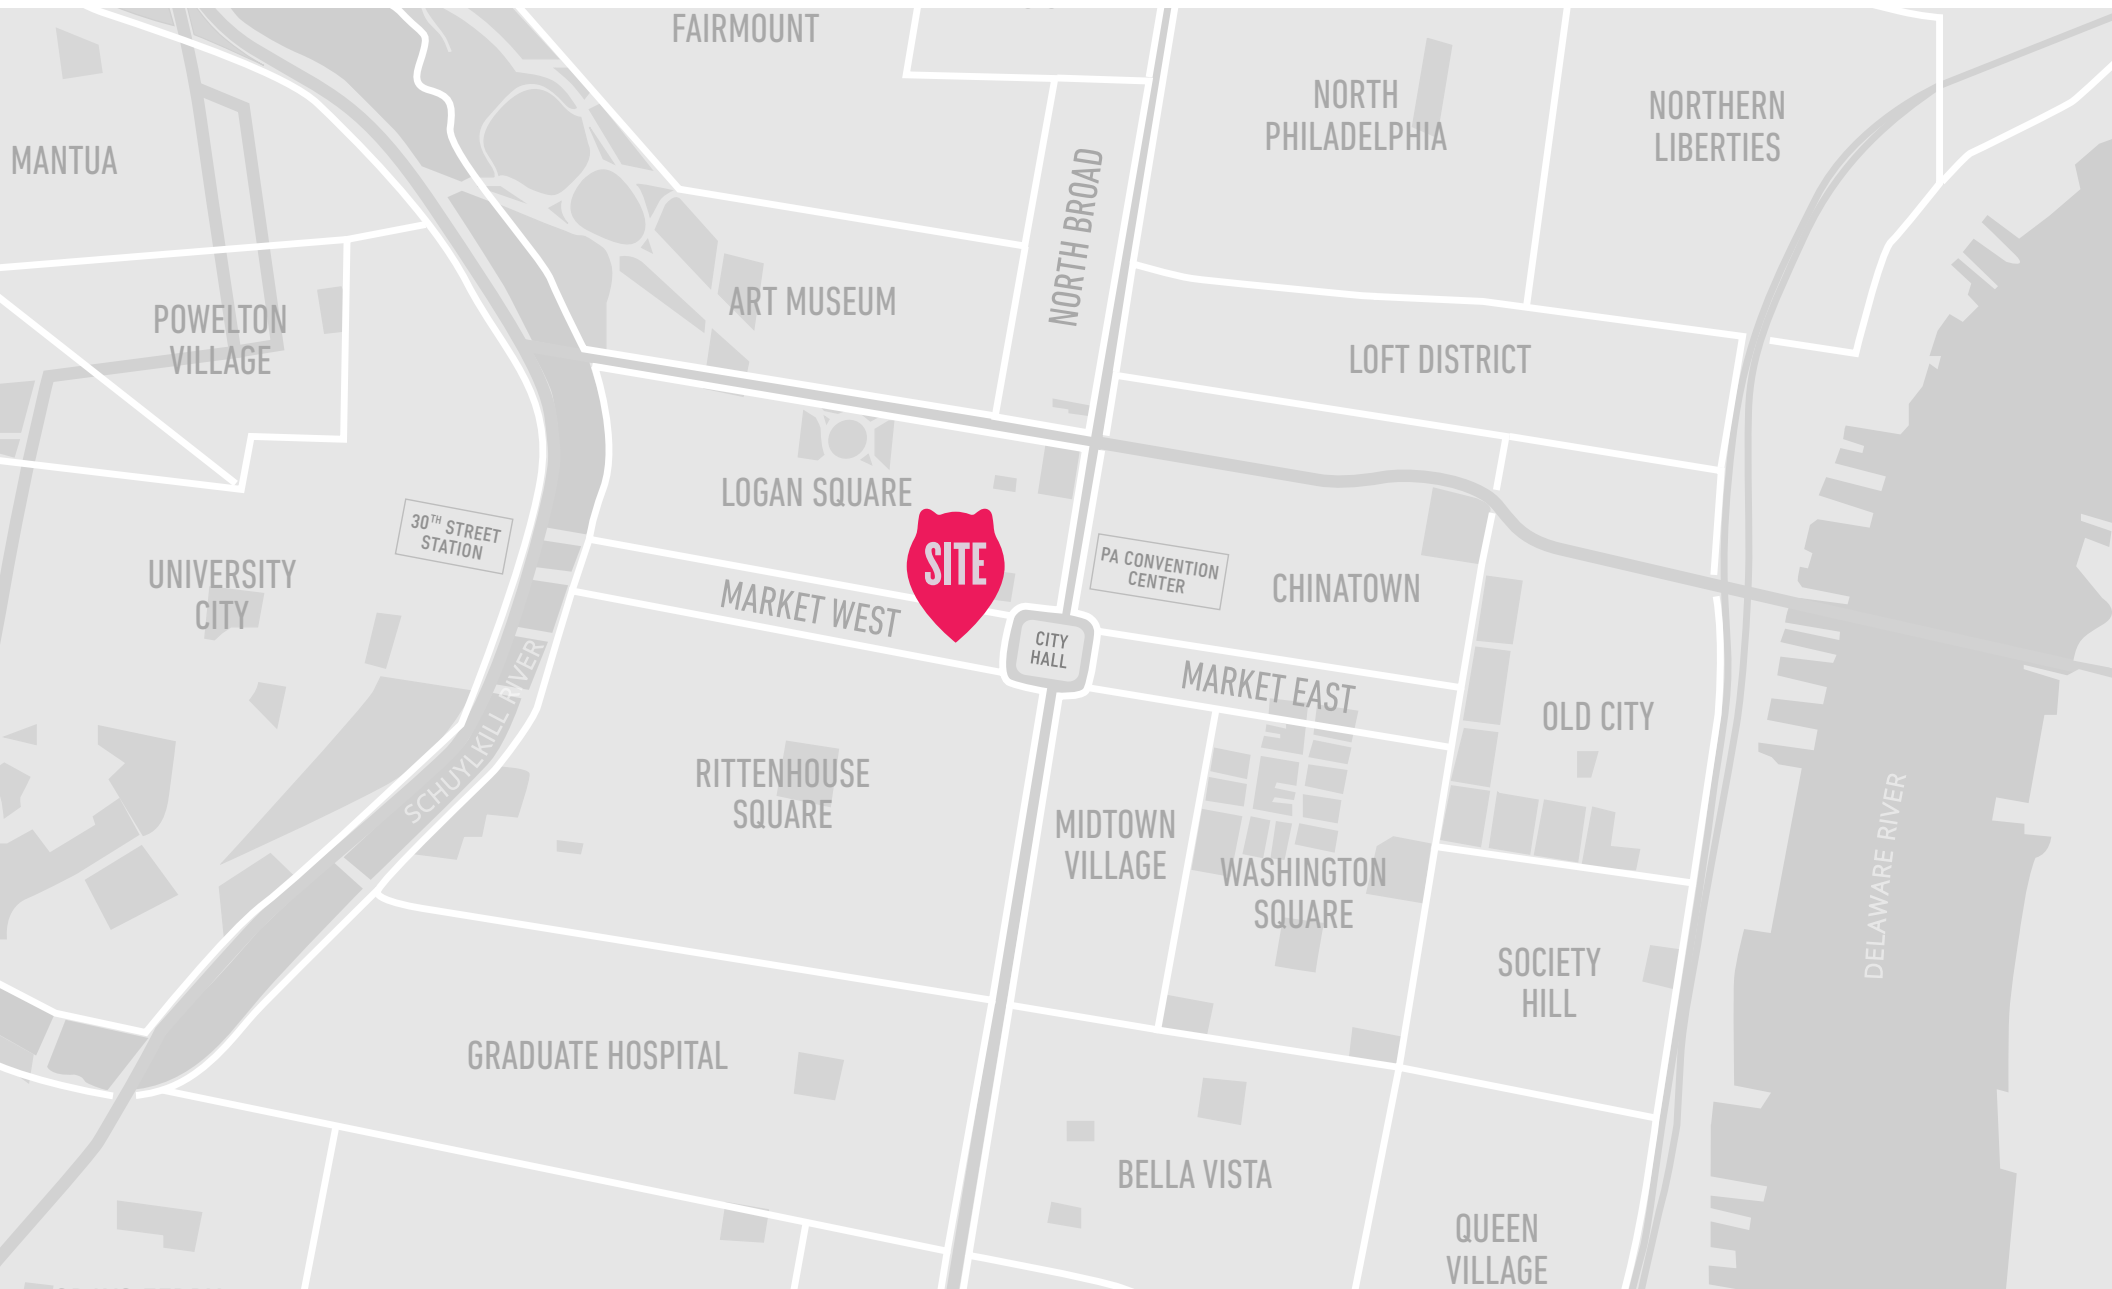 FAIRMOUNT
NORTH
PHILADELPHIA
NORTHERN
LIBERTIES
MANTUA
NORTH BROAD
ART MUSEUM
POWELTON
VILLAGE
LOFT DISTRICT
LOGAN SQUARE
30TH STREET
STATION
SITE
PA CONVENTION
CENTER
UNIVERSITY
CITY
CHINATOWN
MARKET WEST
CITY
HALL
MARKET EAST
SCHUYLKILL RIVER
OLD CITY
RITTENHOUSE
SQUARE
MIDTOWN
VILLAGE
WASHINGTON
SQUARE
DELAWARE RIVER
SOCIETY
HILL
GRADUATE HOSPITAL
BELLA VISTA
QUEEN
VILLAGE